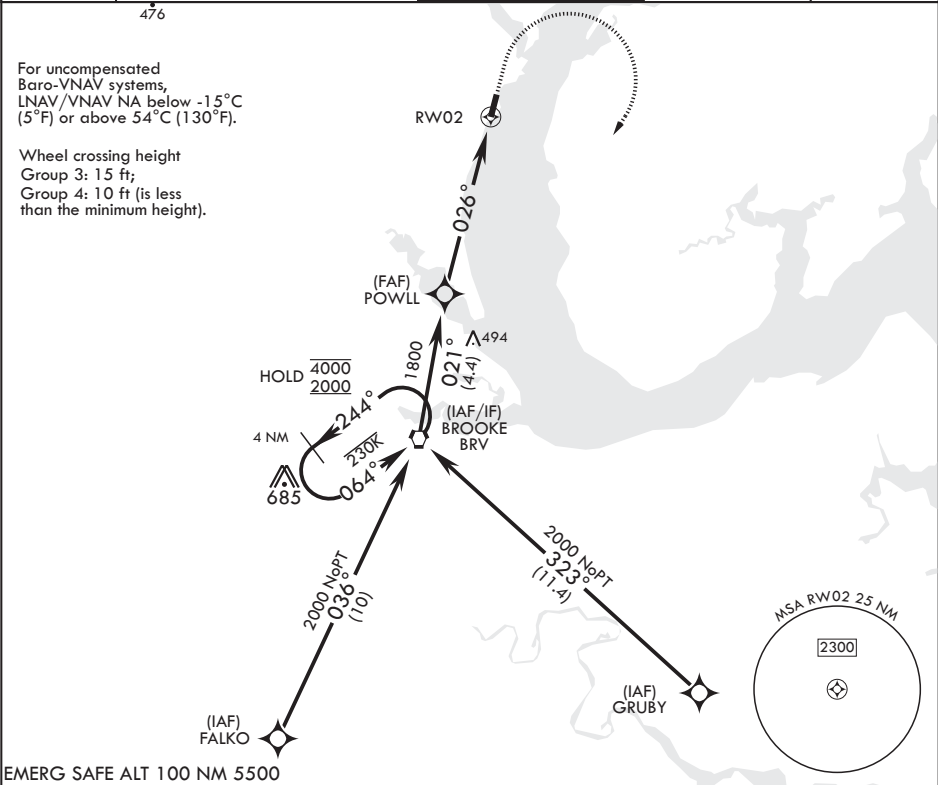 476
For uncompensated
Baro-VNAV systems,
LNAV/VNAV NA below -15°C
(5°F) or above 54°C (130°F).
Wheel crossing height
Group 3: 15 ft;
Group 4: 10 ft (is less
than the minimum height).
RW02
026°
(FAF)
POWLL
494
1800
021°
(4.4)
HOLD
4000
2000
244°
4 NM
230K
064°
685
(IAF/IF)
BROOKE
BRV
2000 NoPT
036°
(10)
2000 NoPT
323°
(11.4)
MSA RW02 25 NM
2300
(IAF)
GRUBY
(IAF)
FALKO
EMERG SAFE ALT 100 NM 5500